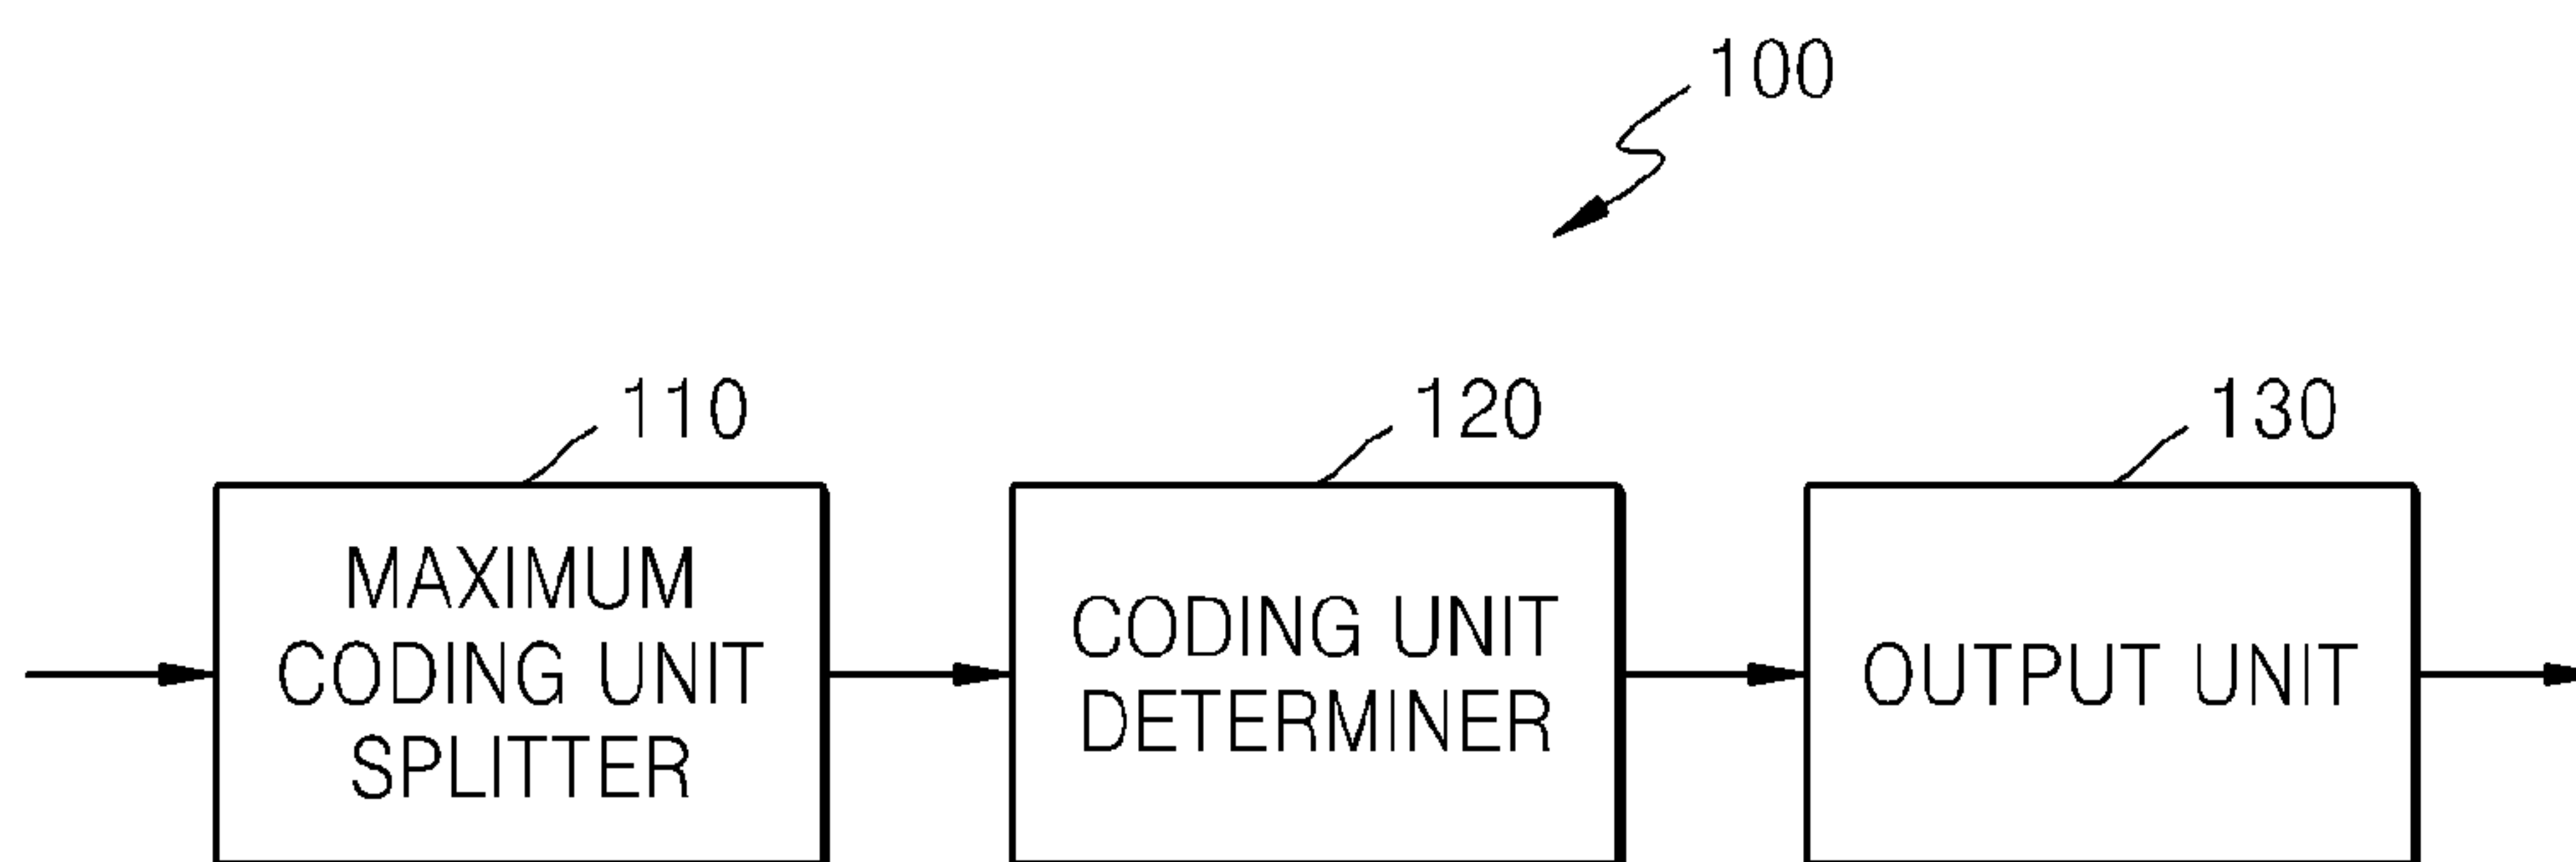 100
110
120
130
MAXIMUM
CODING UNIT
SPLITTER
CODING UNIT
DETERMINER
OUTPUT UNIT